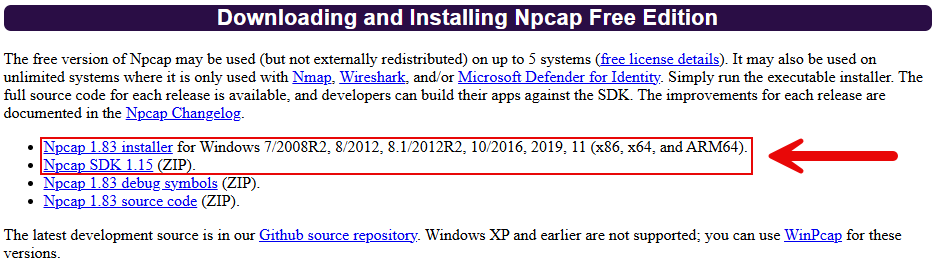 Downloading and Installing Npcap Free Edition
The free version of Npcap may be used (but not externally redistributed) on up to 5 systems (free license details). It may also be used on
unlimited systems where it is only used with Nmap, Wireshark, and/or Microsoft Defender for Identity. Simply run the executable installer. The
full source code for each release is available, and developers can build their apps against the SDK. The improvements for each release are
documented in the Npcap Changelog.
• Npcap 1.83 installer for Windows 7/2008R2, 8/2012, 8.1/2012R2, 10/2016, 2019, 11 (x86, x64, and ARM64).
• Npcap SDK 1.15 (ZIP).
• Npcap 1.83 debug symbols (ZIP).
• Npcap 1.83 source code (ZIP).
The latest development source is in our Github source repository. Windows XP and earlier are not supported; you can use WinPcap for these
versions.